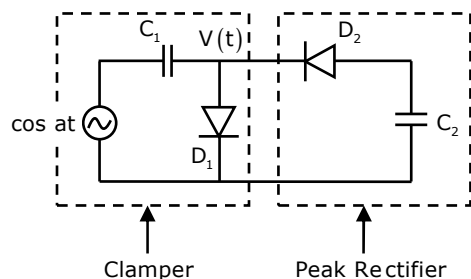 C₁
V(t)
D₂
cos at
D₁
C₂
Clamper
Peak Rectifier